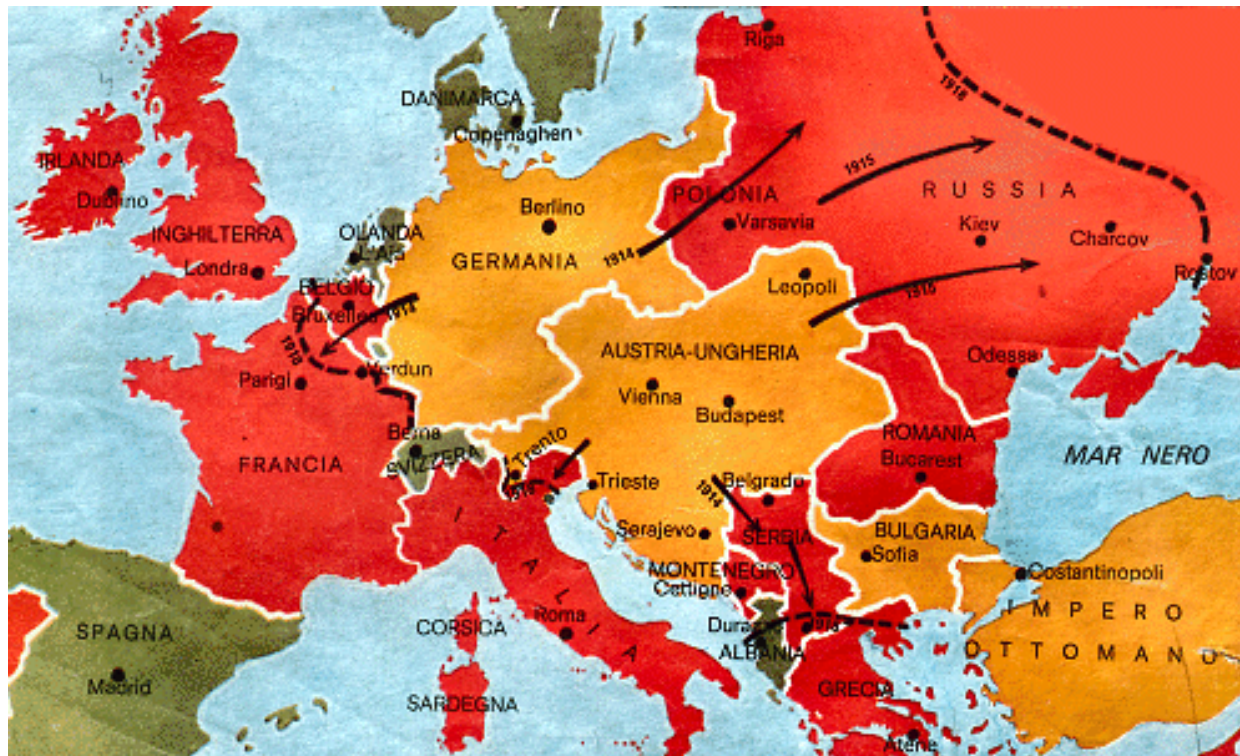 Riga
1918
DANIMARCA
Copenaghen
IRLANDA
Dublino
POLONIA
Varsavia
1915
RUSSIA
Kiev
Charcov
Rostov
Berlino
INGHILTERRA
Londra
OLANDA
L'Aja
GERMANIA
1914
Leopoli
1915
BELGIO
Bruxelles
1914
1918
Verdun
Parigi
AUSTRIA-UNGHERIA
Vienna
Budapest
Odessa
ROMANIA
Bucarest
MAR NERO
Berna
SVIZZERA
FRANCIA
Trento
Trieste
1914
Belgrado
Serajevo
SERBIA
BULGARIA
Sofia
MONTENEGRO
Cettigne
Costantinopoli
IMPERO
OTTOMANO
ITALIA
Roma
CORSICA
SARDEGNA
SPAGNA
Madrid
ALBANIA
GRECIA
Atene